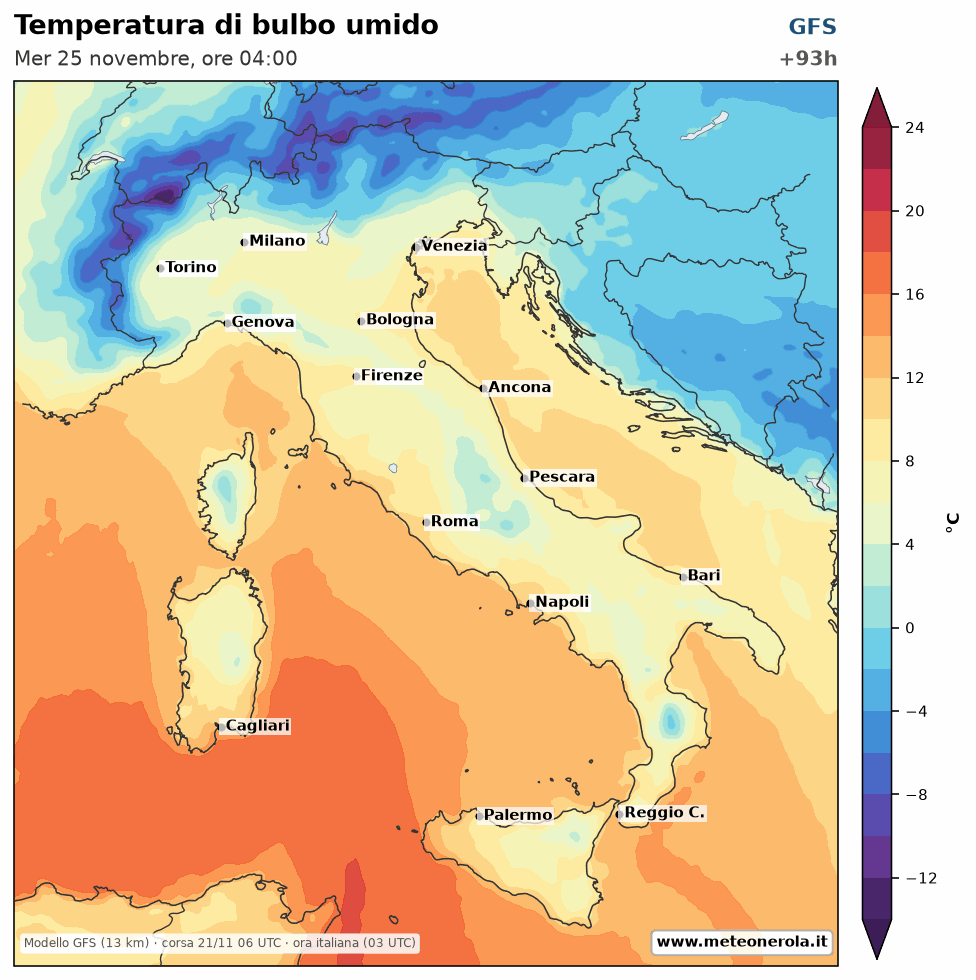 Temperatura di bulbo umido
GFS
Mer 25 novembre, ore 04:00
+93h
Milano
Venezia
Torino
Genova
Bologna
Firenze
Ancona
Pescara
Roma
Bari
Napoli
Cagliari
Palermo
Reggio C.
24
20
16
12
8
4
0
−4
−8
−12
°C
Modello GFS (13 km) · corsa 21/11 06 UTC · ora italiana (03 UTC)
www.meteonerola.it